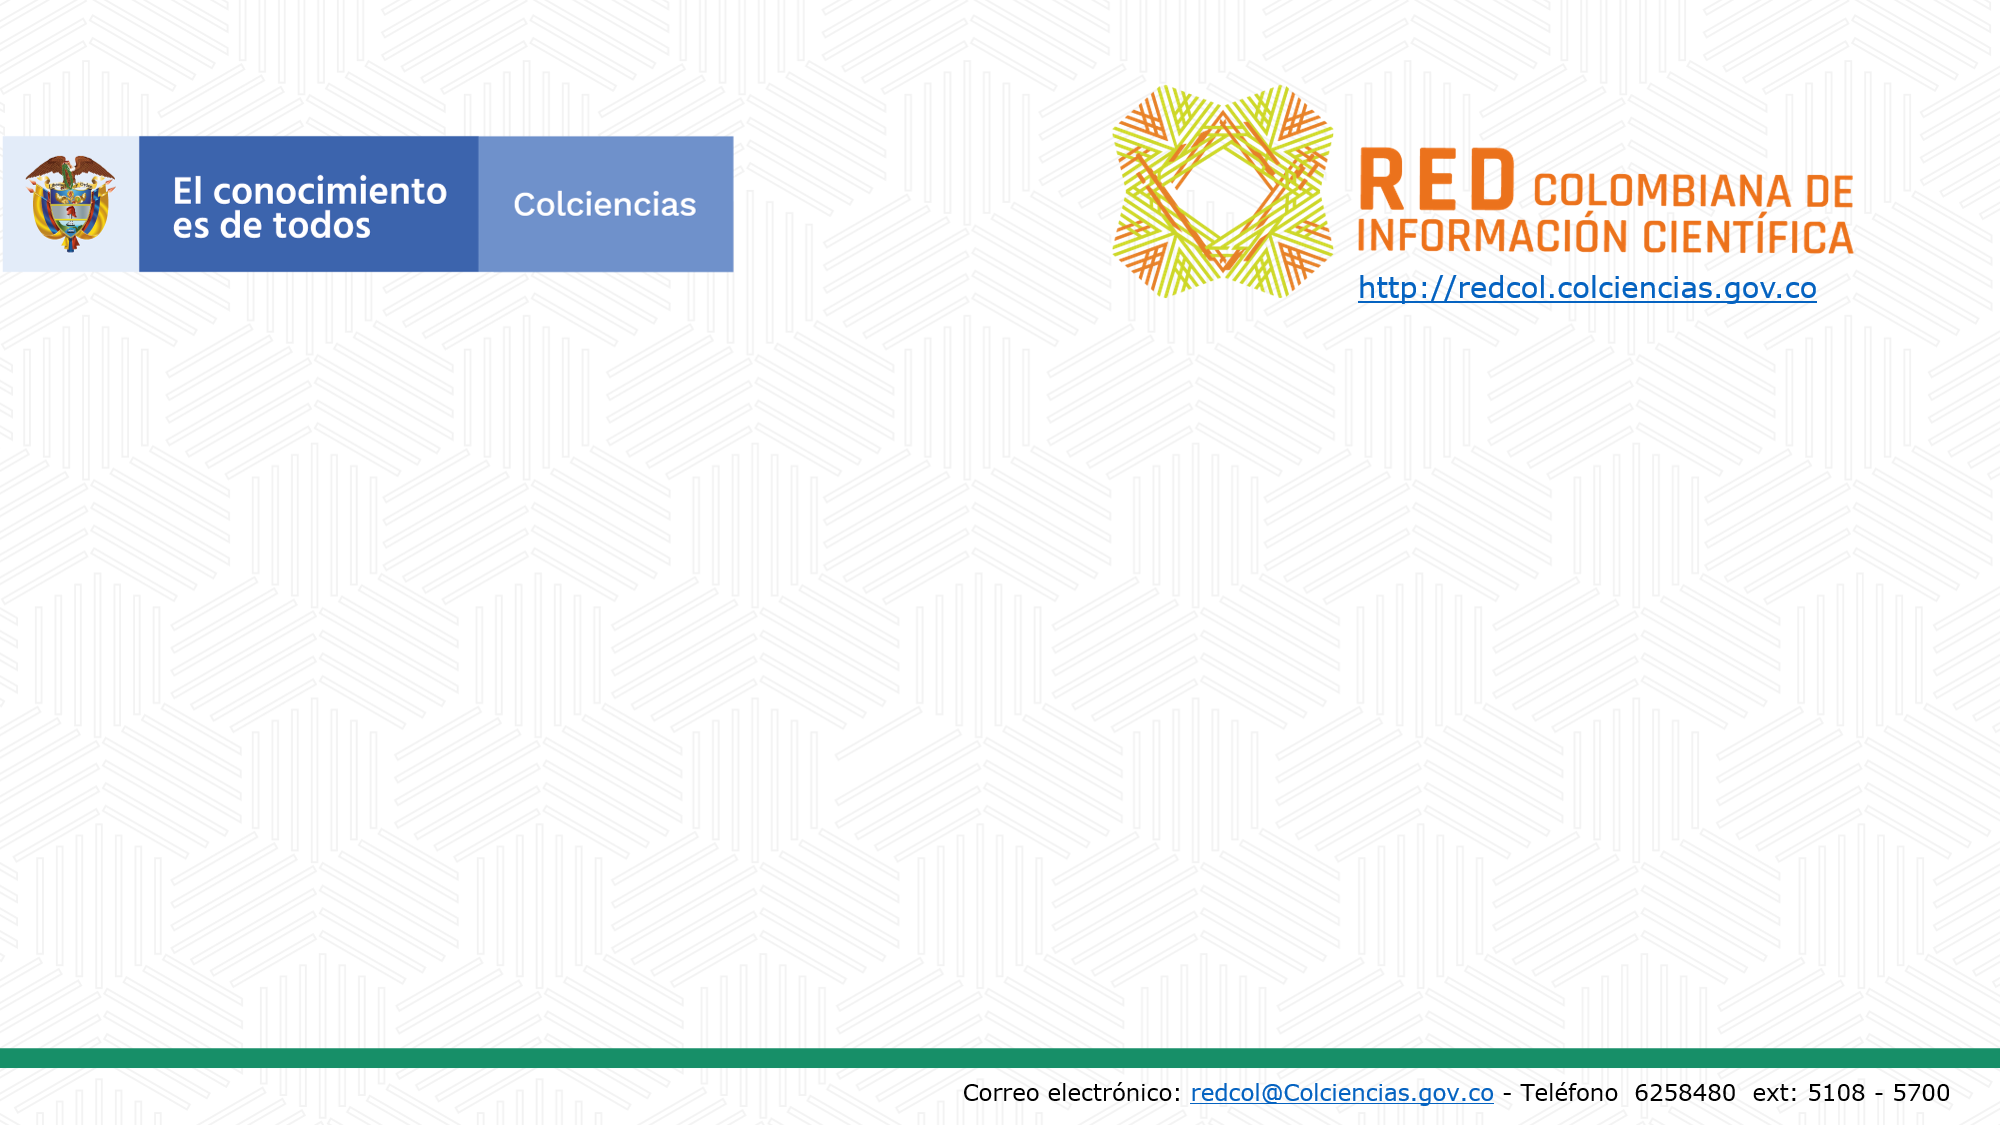 El conocimiento
es de todos
Colciencias
RED COLOMBIANA DE
INFORMACIÓN CIENTÍFICA
http://redcol.colciencias.gov.co
Correo electrónico: redcol@Colciencias.gov.co - Teléfono  6258480  ext: 5108 - 5700